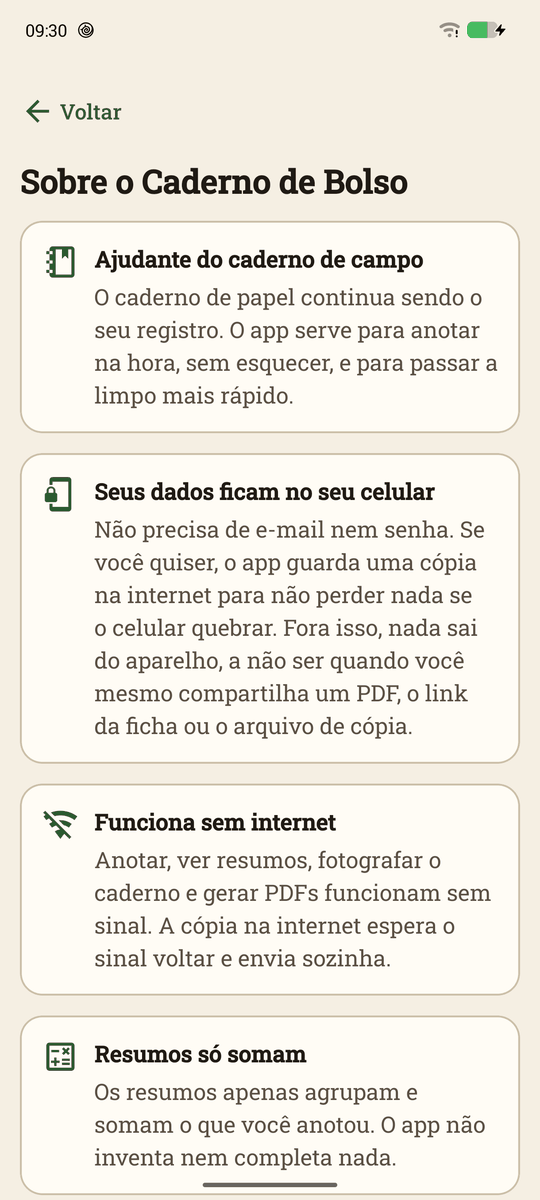 09:30
Voltar
Sobre o Caderno de Bolso
Ajudante do caderno de campo
O caderno de papel continua sendo o
seu registro. O app serve para anotar
na hora, sem esquecer, e para passar a
limpo mais rápido.
Seus dados ficam no seu celular
Não precisa de e-mail nem senha. Se
você quiser, o app guarda uma cópia
na internet para não perder nada se
o celular quebrar. Fora isso, nada sai
do aparelho, a não ser quando você
mesmo compartilha um PDF, o link
da ficha ou o arquivo de cópia.
Funciona sem internet
Anotar, ver resumos, fotografar o
caderno e gerar PDFs funcionam sem
sinal. A cópia na internet espera o
sinal voltar e envia sozinha.
Resumos só somam
Os resumos apenas agrupam e
somam o que você anotou. O app não
inventa nem completa nada.